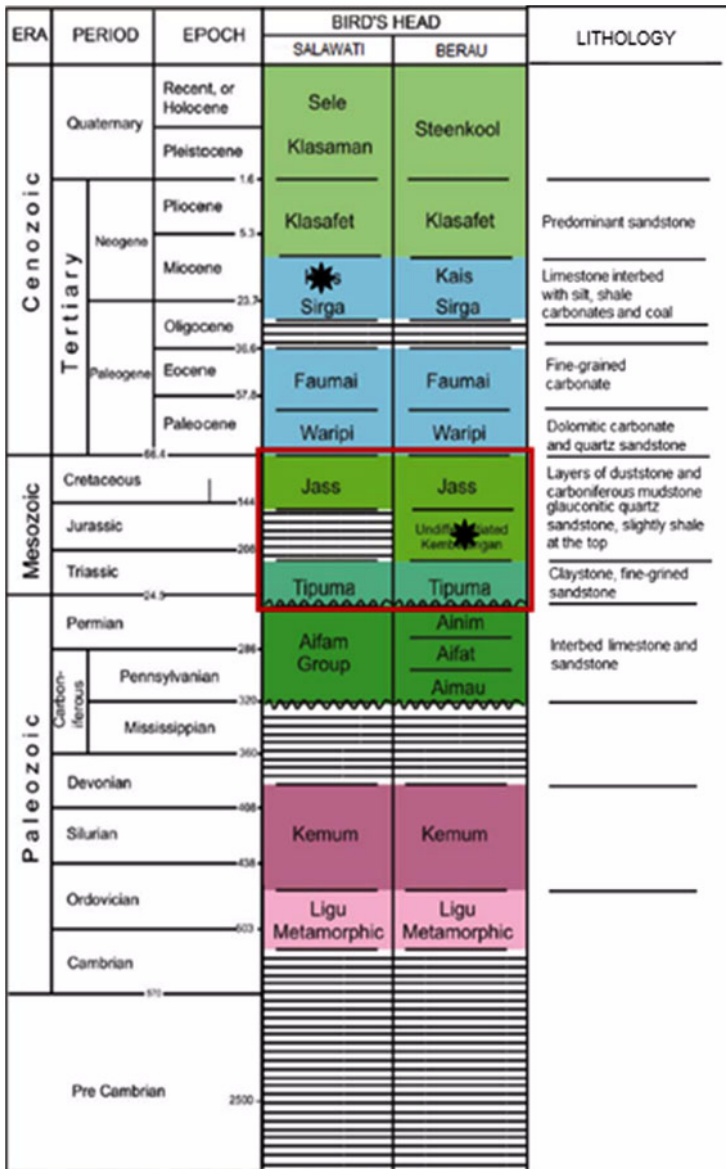 ERA
PERIOD
EPOCH
BIRD'S HEAD
SALAWATI
BERAU
LITHOLOGY
Cenozoic
Quaternary
Recent, or
Holocene
Pleistocene
1.6
Sele
Klasaman
Steenkool
Tertiary
Neogene
Pliocene
5.3
Klasafet
Klasafet
Predominant sandstone
Miocene
23.7
Sirga
Kais
Sirga
Limestone interbed
with silt, shale
carbonates and coal
Paleogene
Oligocene
36.6
Eocene
57.8
Faumai
Faumai
Fine-grained
carbonate
Paleocene
66.4
Waripi
Waripi
Dolomitic carbonate
and quartz sandstone
Mesozoic
Cretaceous
144
Jass
Jass
Layers of duststone and
carboniferous mudstone
glauconitic quartz
sandstone, slightly shale
at the top
Jurassic
208
Triassic
Tipuma
Tipuma
Claystone, fine-grined
sandstone
Paleozoic
Permian
286
Aifam
Group
Ainim
Aifat
Aimau
Interbed limestone and
sandstone
Carbon-
iferous
Pennsylvanian
320
Mississippian
360
Devonian
408
Silurian
438
Kemum
Kemum
Ordovician
Ligu
Metamorphic
Ligu
Metamorphic
Cambrian
570
Pre Cambrian
2500